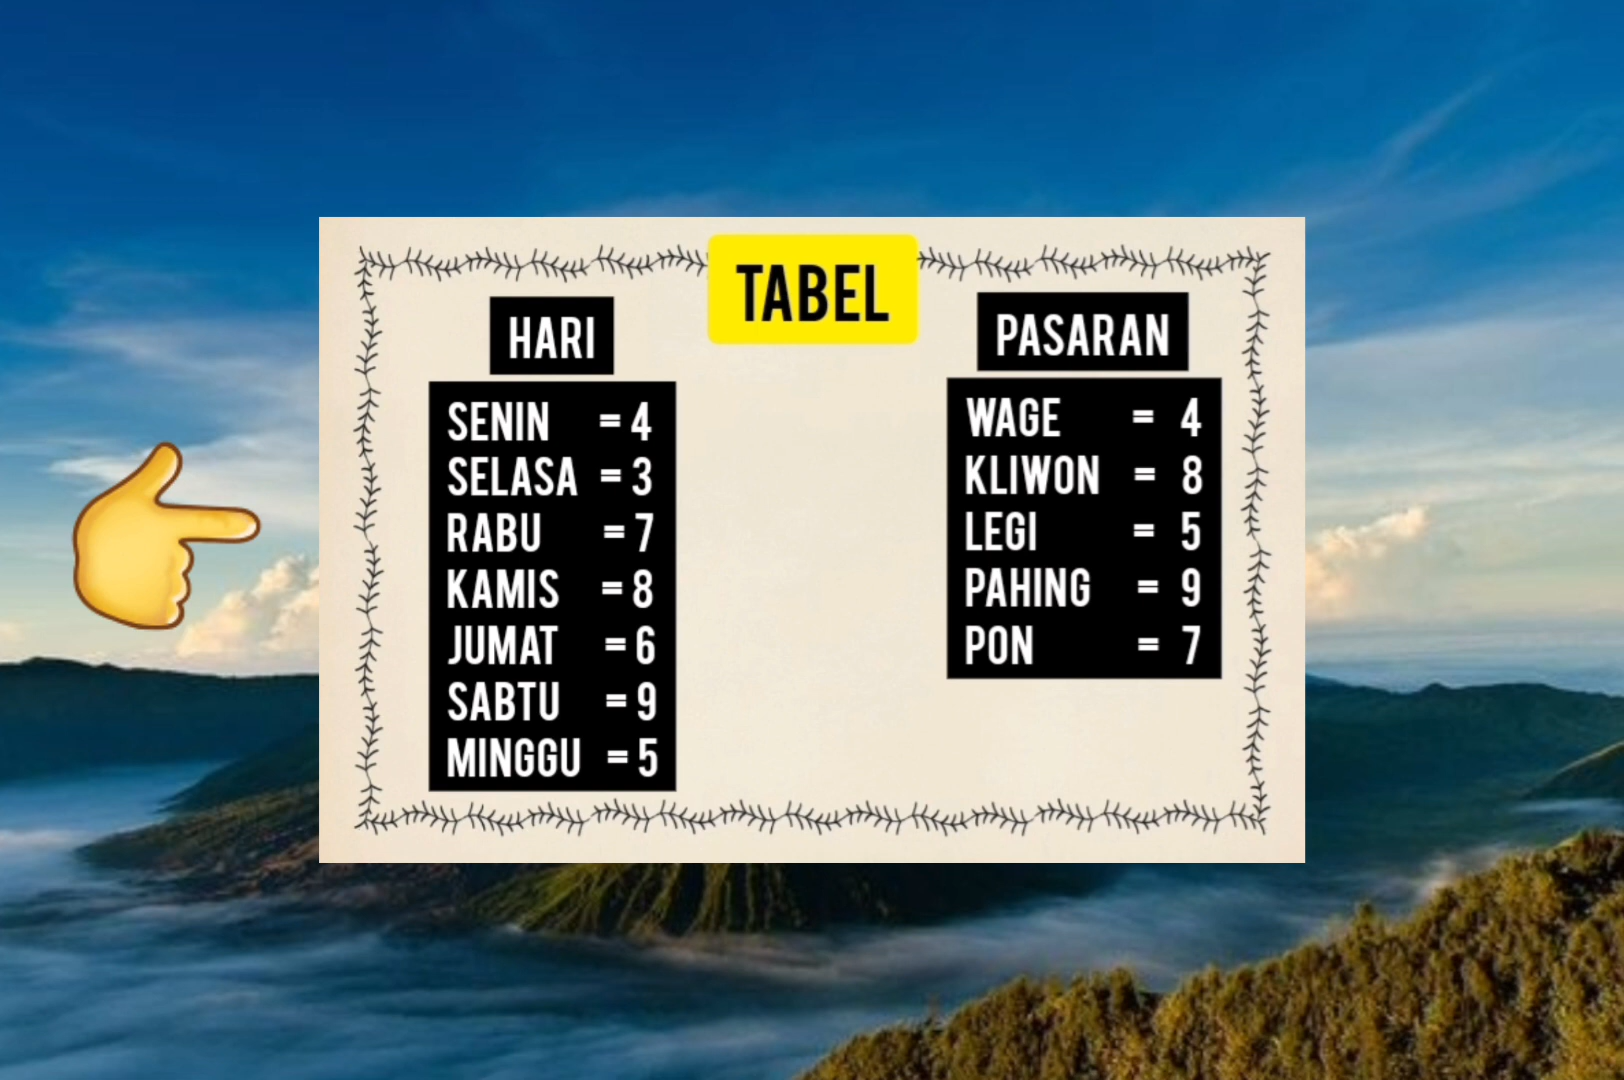 TABEL
HARI
SENIN = 4
SELASA = 3
RABU = 7
KAMIS = 8
JUMAT = 6
SABTU = 9
MINGGU = 5
PASARAN
WAGE = 4
KLIWON = 8
LEGI = 5
PAHING = 9
PON = 7